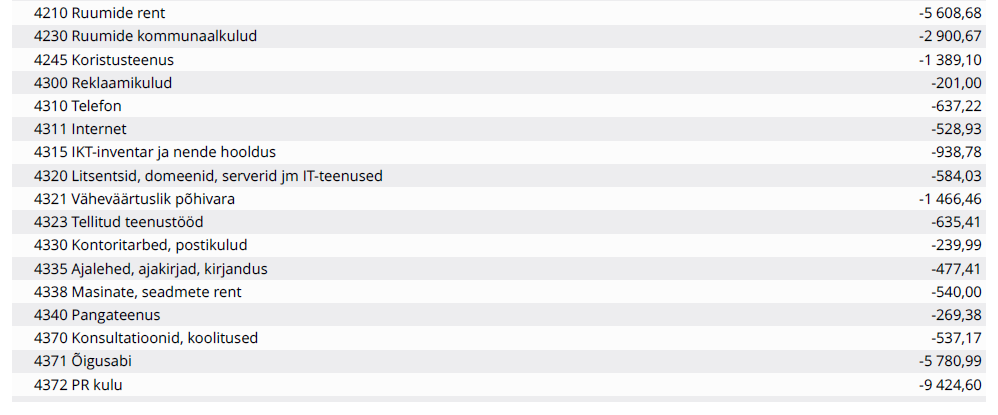 4210 Ruumide rent -5 608,68
4230 Ruumide kommunaalkulud -2 900,67
4245 Koristusteenus -1 389,10
4300 Reklaamikulud -201,00
4310 Telefon -637,22
4311 Internet -528,93
4315 IKT-inventar ja nende hooldus -938,78
4320 Litsentsid, domeenid, serverid jm IT-teenused -584,03
4321 Väheväärtuslik põhivara -1 466,46
4323 Tellitud teenustööd -635,41
4330 Kontoritarbed, postikulud -239,99
4335 Ajalehed, ajakirjad, kirjandus -477,41
4338 Masinate, seadmete rent -540,00
4340 Pangateenus -269,38
4370 Konsultatioonid, koolitused -537,17
4371 Õigusabi -5 780,99
4372 PR kulu -9 424,60